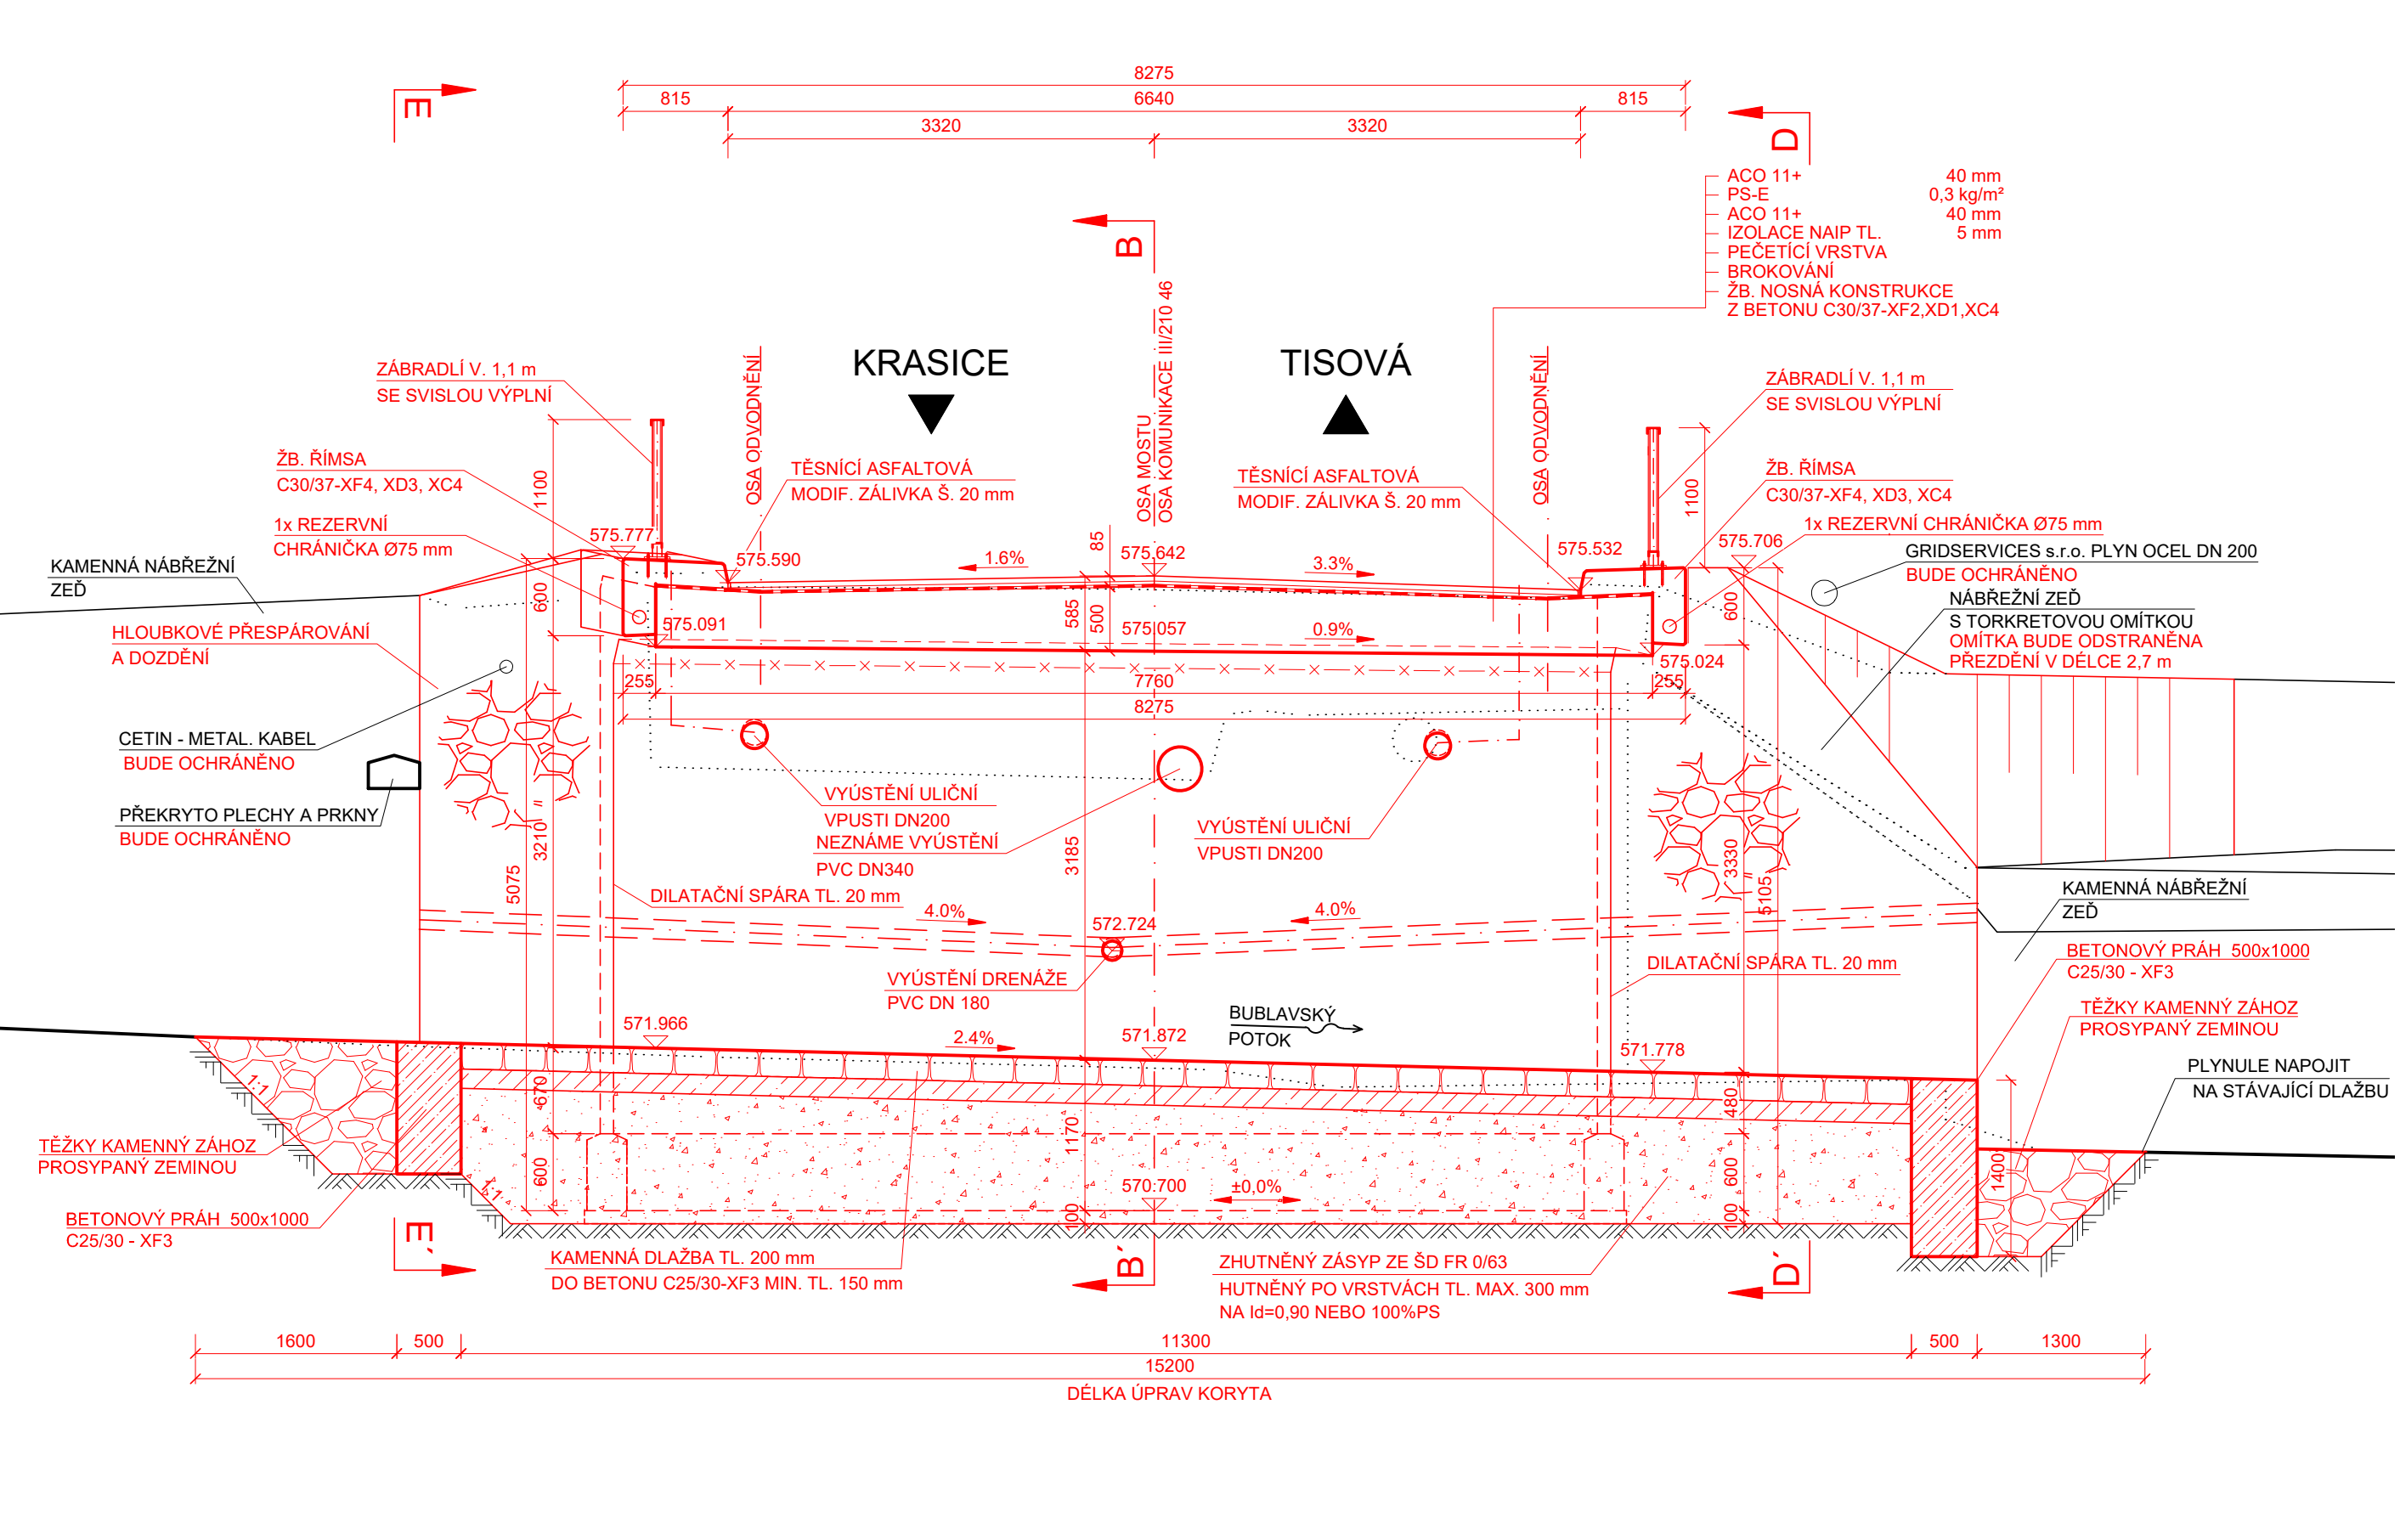 8275
815
6640
815
3320
3320
E
D
B
ACO 11+ 40 mm
PS-E 0,3 kg/m²
ACO 11+ 40 mm
IZOLACE NAIP TL. 5 mm
PEČETÍCÍ VRSTVA
BROKOVÁNÍ
ŽB. NOSNÁ KONSTRUKCE
Z BETONU C30/37-XF2,XD1,XC4
KRASICE
TISOVÁ
OSA ODVODNĚNÍ
OSA MOSTU
OSA KOMUNIKACE III/210 46
OSA ODVODNĚNÍ
ZÁBRADLÍ V. 1,1 m
SE SVISLOU VÝPLNÍ
ZÁBRADLÍ V. 1,1 m
SE SVISLOU VÝPLNÍ
ŽB. ŘÍMSA
C30/37-XF4, XD3, XC4
1100
TĚSNÍCÍ ASFALTOVÁ
MODIF. ZÁLIVKA Š. 20 mm
TĚSNÍCÍ ASFALTOVÁ
MODIF. ZÁLIVKA Š. 20 mm
1100
ŽB. ŘÍMSA
C30/37-XF4, XD3, XC4
1x REZERVNÍ
CHRÁNIČKA Ø75 mm
1x REZERVNÍ CHRÁNIČKA Ø75 mm
575.777
575.590
85
575.642
575.532
575.706
1.6%
3.3%
GRIDSERVICES s.r.o. PLYN OCEL DN 200
BUDE OCHRÁNĚNO
KAMENNÁ NÁBŘEŽNÍ
ZEĎ
NÁBŘEŽNÍ ZEĎ
S TORKRETOVOU OMÍTKOU
OMÍTKA BUDE ODSTRANĚNA
PŘEZDĚNÍ V DÉLCE 2,7 m
HLOUBKOVÉ PŘESPÁROVÁNÍ
A DOZDĚNÍ
600
575.091
585
500
575.057
0.9%
600
575.024
255
7760
255
8275
CETIN - METAL. KABEL
BUDE OCHRÁNĚNO
PŘEKRYTO PLECHY A PRKNY
BUDE OCHRÁNĚNO
VYÚSTĚNÍ ULIČNÍ
VPUSTI DN200
NEZNÁME VYÚSTĚNÍ
PVC DN340
VYÚSTĚNÍ ULIČNÍ
VPUSTI DN200
5075
3210
3185
3330
5105
DILATAČNÍ SPÁRA TL. 20 mm
4.0%
572.724
4.0%
KAMENNÁ NÁBŘEŽNÍ
ZEĎ
VYÚSTĚNÍ DRENÁŽE
PVC DN 180
DILATAČNÍ SPÁRA TL. 20 mm
BETONOVÝ PRÁH 500x1000
C25/30 - XF3
BUBLAVSKÝ
POTOK
TĚŽKY KAMENNÝ ZÁHOZ
PROSYPANÝ ZEMINOU
571.966
2.4%
571.872
571.778
PLYNULE NAPOJIT
NA STÁVAJÍCÍ DLAŽBU
1:1
670
1170
480
TĚŽKY KAMENNÝ ZÁHOZ
PROSYPANÝ ZEMINOU
1:1
600
570.700
±0,0%
600
1400
100
100
BETONOVÝ PRÁH 500x1000
C25/30 - XF3
E´
B´
D´
KAMENNÁ DLAŽBA TL. 200 mm
DO BETONU C25/30-XF3 MIN. TL. 150 mm
ZHUTNĚNÝ ZÁSYP ZE ŠD FR 0/63
HUTNĚNÝ PO VRSTVÁCH TL. MAX. 300 mm
NA Id=0,90 NEBO 100%PS
1600
500
11300
500
1300
15200
DÉLKA ÚPRAV KORYTA